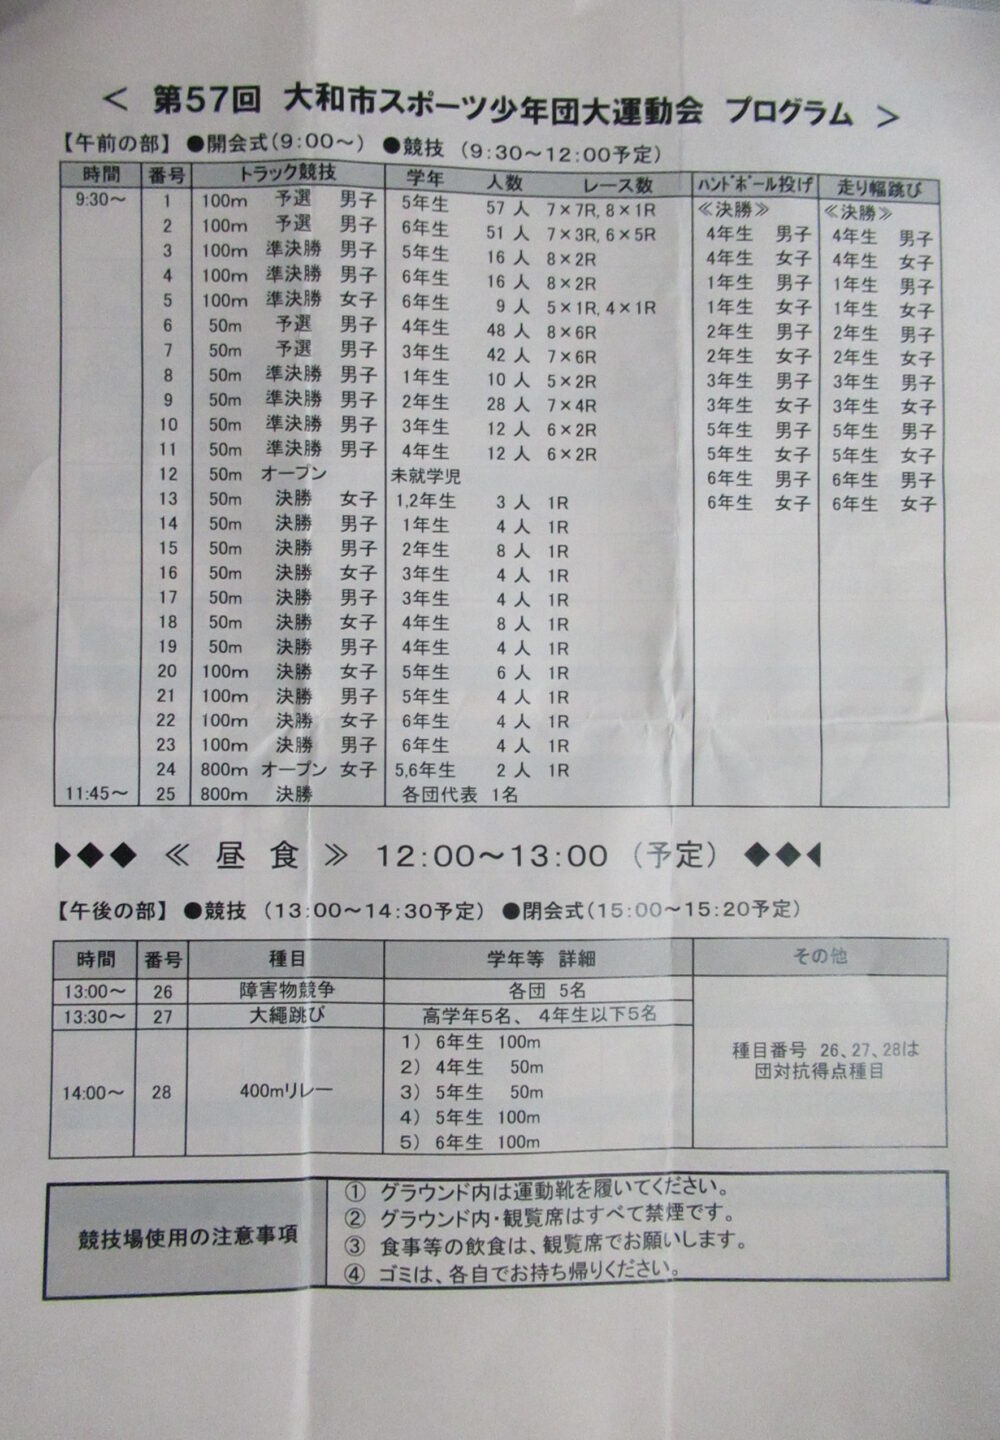 ＜ 第57回 大和市スポーツ少年団大運動会 プログラム ＞
【午前の部】 ●開会式(9:00～) ●競技 (9:30～12:00予定)
時間 番号 トラック競技 学年 人数 レース数 ﾊﾝﾄﾞﾎﾞｰﾙ投げ 走り幅跳び
9:30～ 1 100m 予選 男子 5年生 57 人 7×7R, 8×1R ≪決勝≫ ≪決勝≫
2 100m 予選 男子 6年生 51 人 7×3R, 6×5R 4年生 男子 4年生 男子
3 100m 準決勝 男子 5年生 16 人 8×2R 4年生 女子 4年生 女子
4 100m 準決勝 男子 6年生 16 人 8×2R 1年生 男子 1年生 男子
5 100m 準決勝 女子 6年生 9 人 5×1R, 4×1R 1年生 女子 1年生 女子
6 50m 予選 男子 4年生 48 人 8×6R 2年生 男子 2年生 男子
7 50m 予選 男子 3年生 42 人 7×6R 2年生 女子 2年生 女子
8 50m 準決勝 男子 1年生 10 人 5×2R 3年生 男子 3年生 男子
9 50m 準決勝 男子 2年生 28 人 7×4R 3年生 女子 3年生 女子
10 50m 準決勝 男子 3年生 12 人 6×2R 5年生 男子 5年生 男子
11 50m 準決勝 男子 4年生 12 人 6×2R 5年生 女子 5年生 女子
12 50m オープン 未就学児 6年生 男子 6年生 男子
13 50m 決勝 女子 1,2年生 3 人 1R 6年生 女子 6年生 女子
14 50m 決勝 男子 1年生 4 人 1R
15 50m 決勝 男子 2年生 8 人 1R
16 50m 決勝 女子 3年生 4 人 1R
17 50m 決勝 男子 3年生 4 人 1R
18 50m 決勝 女子 4年生 8 人 1R
19 50m 決勝 男子 4年生 4 人 1R
20 100m 決勝 女子 5年生 6 人 1R
21 100m 決勝 男子 5年生 4 人 1R
22 100m 決勝 女子 6年生 4 人 1R
23 100m 決勝 男子 6年生 4 人 1R
24 800m オープン 女子 5,6年生 2 人 1R
11:45～ 25 800m 決勝 各団代表 1名
◆◆◆ ≪ 昼 食 ≫ 12:00～13:00 (予定) ◆◆◆
【午後の部】 ●競技 (13:00～14:30予定) ●閉会式(15:00～15:20予定)
時間 番号 種目 学年等 詳細 その他
13:00～ 26 障害物競争 各団 5名
13:30～ 27 大縄跳び 高学年5名、 4年生以下5名
14:00～ 28 400mリレー
1) 6年生 100m
2) 4年生 50m
3) 5年生 50m
4) 5年生 100m
5) 6年生 100m
種目番号 26、27、28は
団対抗得点種目
競技場使用の注意事項
① グラウンド内は運動靴を履いてください。
② グラウンド内・観覧席はすべて禁煙です。
③ 食事等の飲食は、観覧席でお願いします。
④ ゴミは、各自でお持ち帰りください。